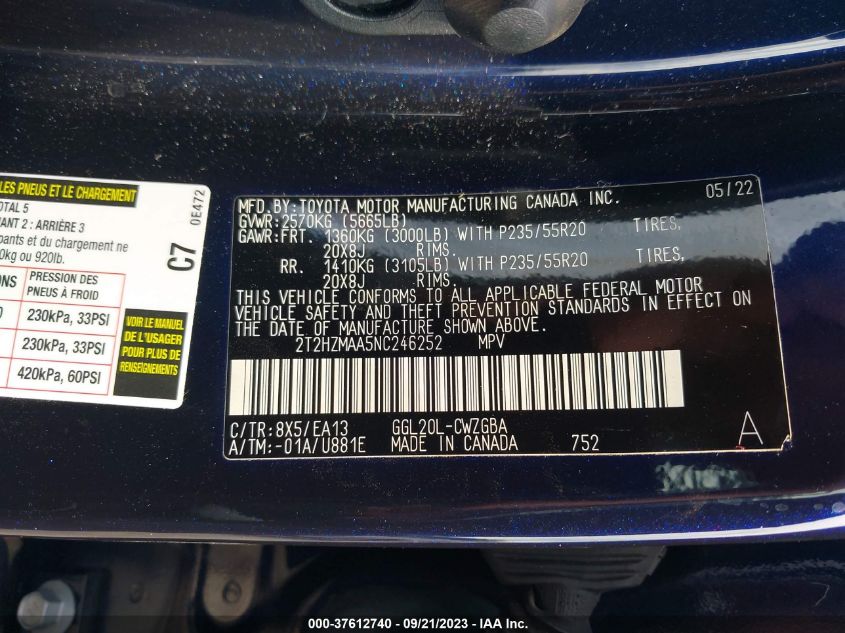 LES PNEUS ET LE CHARGEMENT
OTAL 5
ANT 2 : ARRIÈRE 3
pants et du chargement ne
0kg ou 920lb.
0E472
C7
ONS
PRESSION DES
PNEUS À FROID
0
230kPa, 33PSI
230kPa, 33PSI
420kPa, 60PSI
VOIR LE MANUEL
DE L'USAGER
POUR PLUS DE
RENSEIGNEMENTS
MFD.BY:TOYOTA MOTOR MANUFACTURING CANADA INC. 05/22
GVWR:2570KG (5665LB)
GAWR:FRT. 1360KG (3000LB) WITH P235/55R20 TIRES,
20X8J RIMS.
RR. 1410KG (3105LB) WITH P235/55R20 TIRES,
20X8J RIMS.
THIS VEHICLE CONFORMS TO ALL APPLICABLE FEDERAL MOTOR
VEHICLE SAFETY AND THEFT PREVENTION STANDARDS IN EFFECT ON
THE DATE OF MANUFACTURE SHOWN ABOVE.
2T2HZMAA5NC246252 MPV
C/TR:8X5/EA13 GGL20L-CWZGBA
A/TM:-01A/U881E MADE IN CANADA 752
A
000-37612740 - 09/21/2023 - IAA Inc.